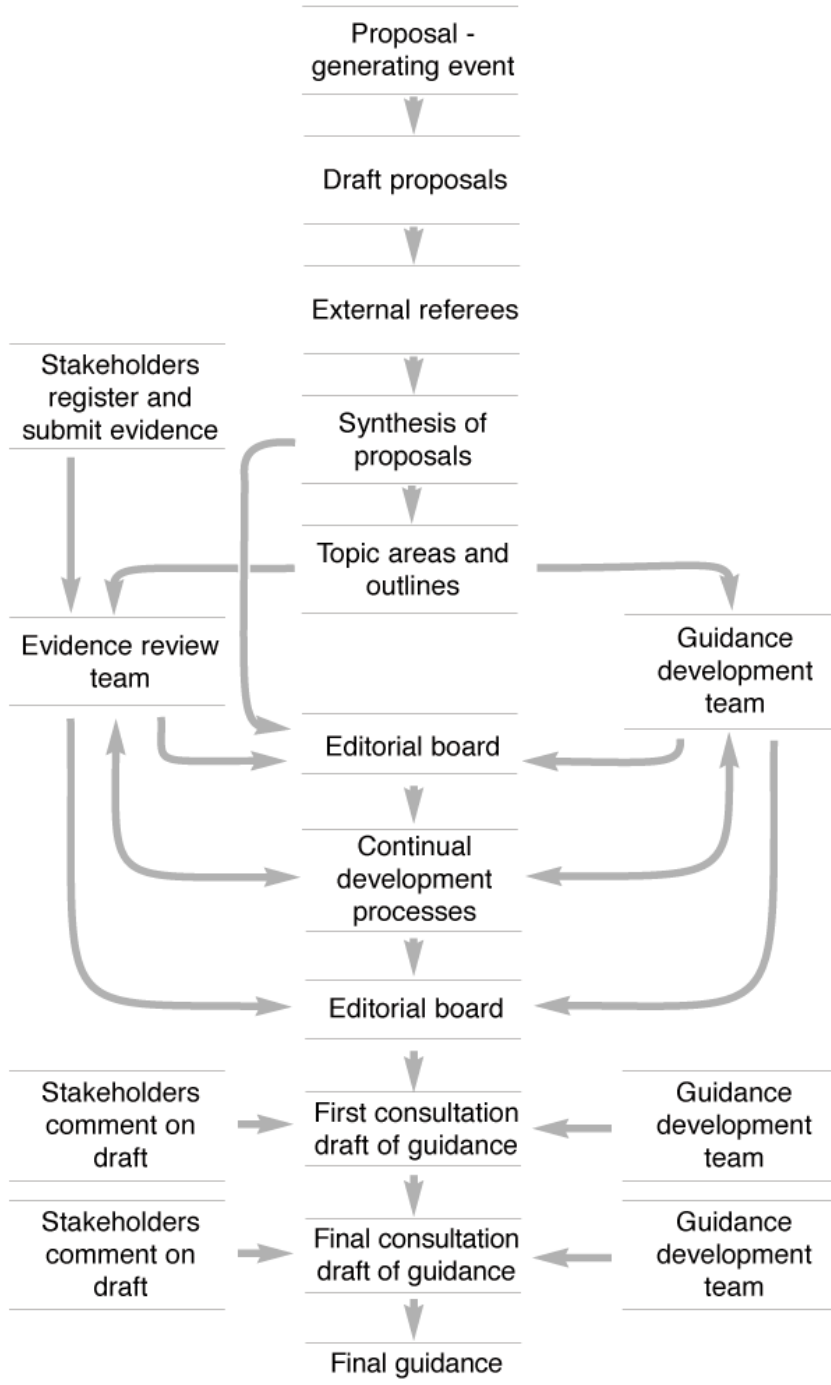 Proposal -
generating event
Draft proposals
External referees
Stakeholders
register and
submit evidence
Synthesis of
proposals
Topic areas and
outlines
Evidence review
team
Guidance
development
team
Editorial board
Continual
development
processes
Editorial board
Stakeholders
comment on
draft
First consultation
draft of guidance
Guidance
development
team
Stakeholders
comment on
draft
Final consultation
draft of guidance
Guidance
development
team
Final guidance